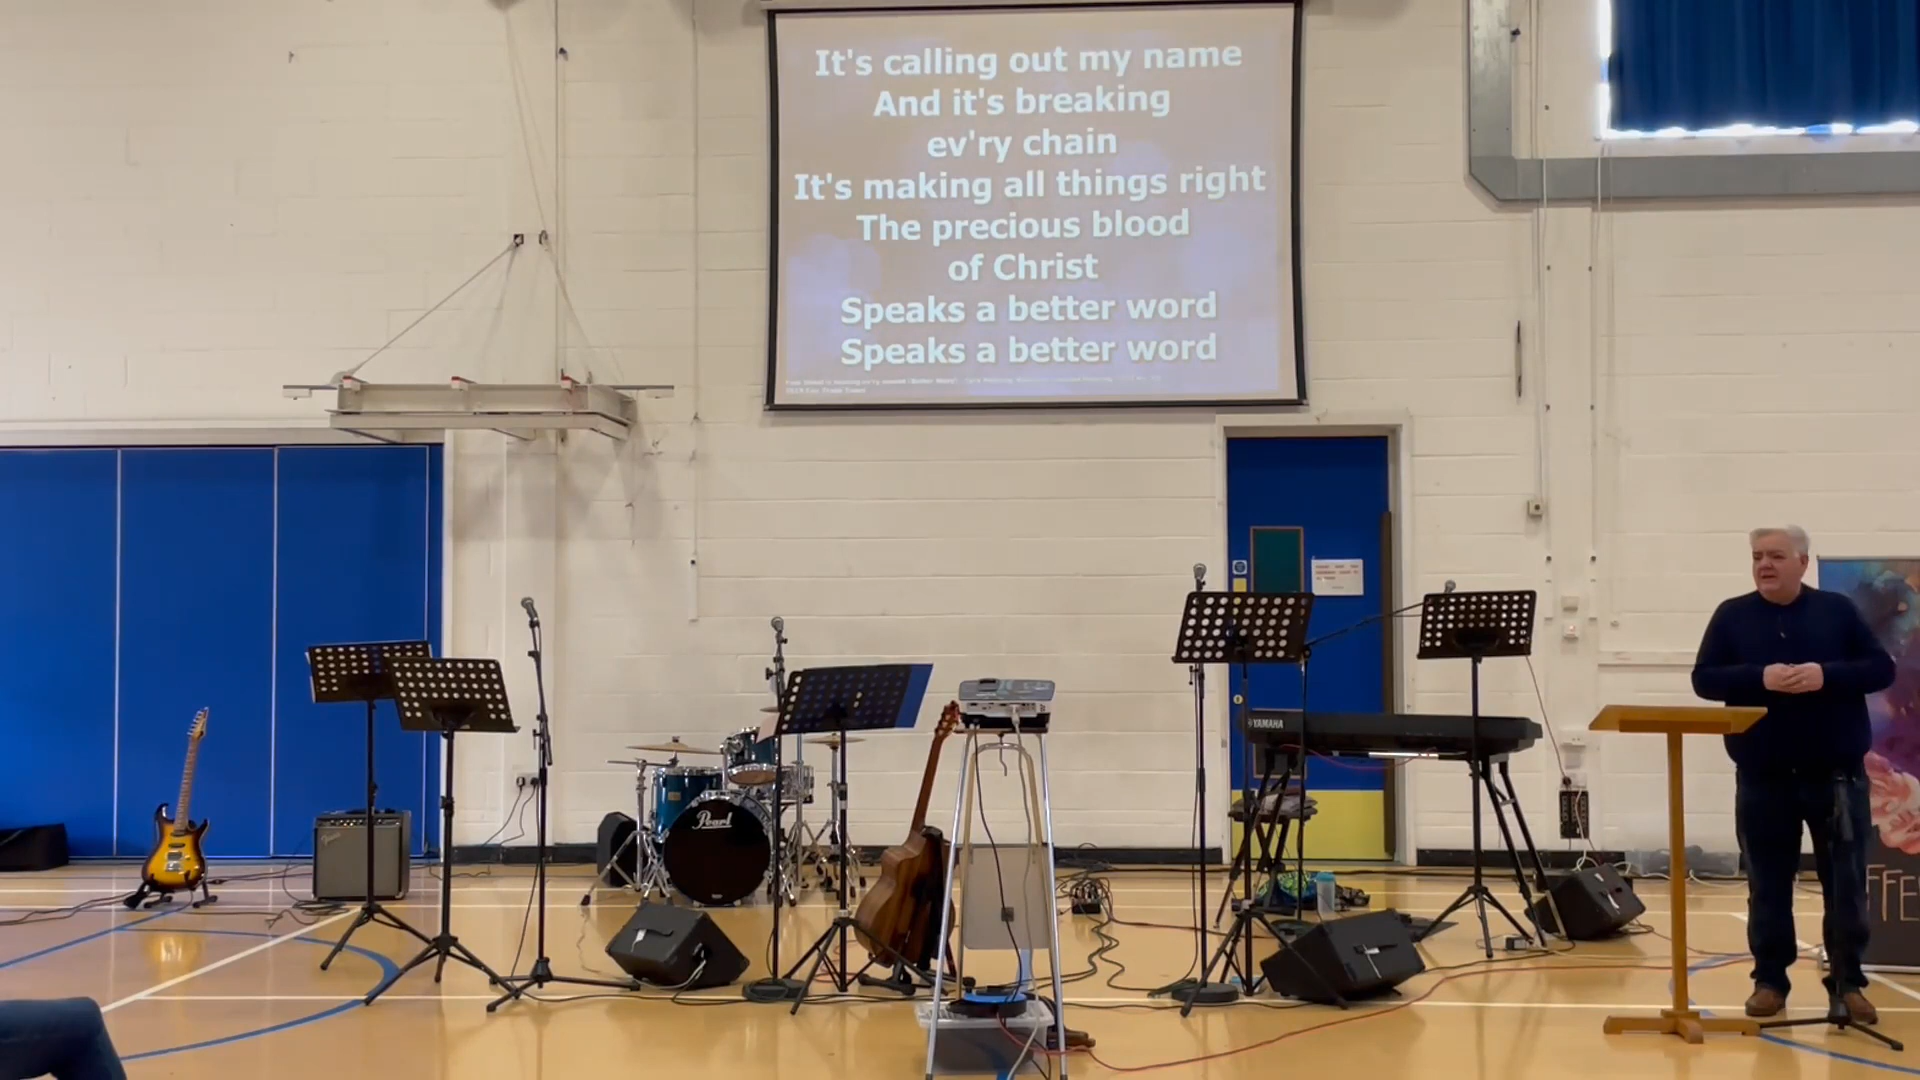 It's calling out my name
And it's breaking
ev'ry chain
It's making all things right
The precious blood
of Christ
Speaks a better word
Speaks a better word
YAMAHA
Pearl
Fender